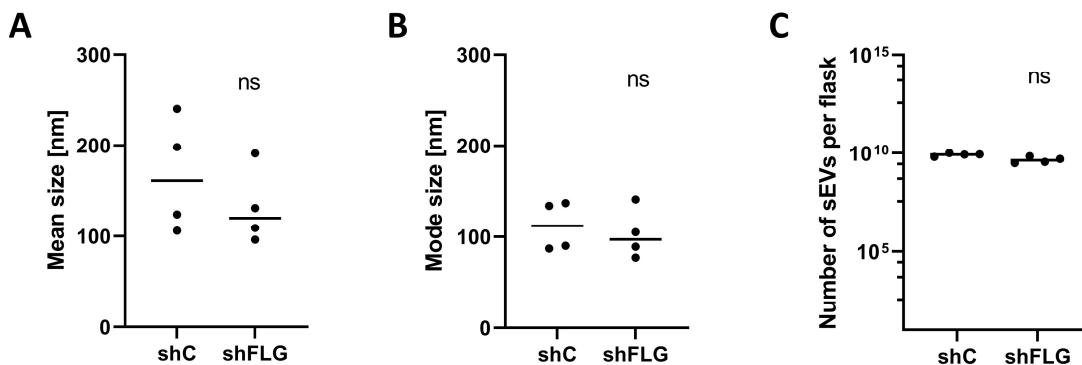 A
B
C
300
200
100
0
Mean size [nm]
ns
shC
shFLG
300
200
100
0
Mode size [nm]
ns
shC
shFLG
10^15
10^10
10^5
Number of sEVs per flask
ns
shC
shFLG